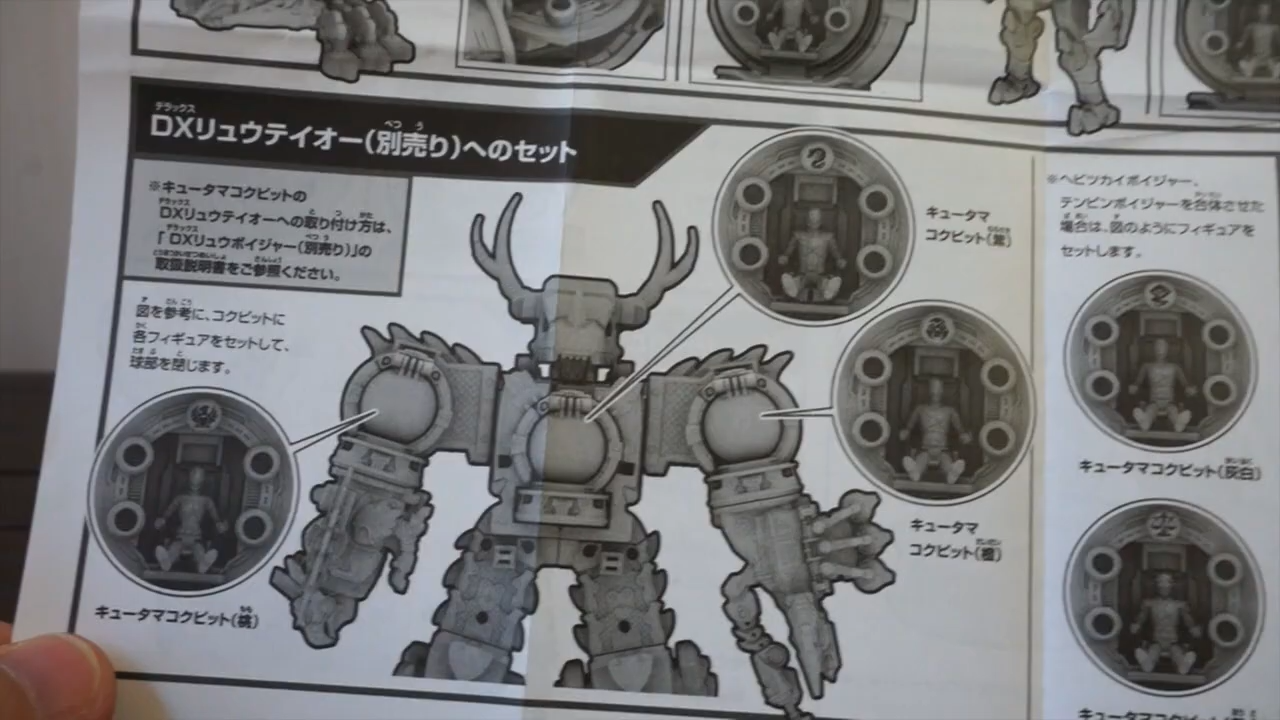 DXリュウテイオー(別売り)へのセット
※キュータマコクピットの
DXリュウテイオーへの取り付け方は、
「DXリュウボイジャー(別売り)」の
取扱説明書をご参照ください。
図を参考に、コクピットに
各フィギュアをセットして、
球部を閉じます。
キュータマコクピット(桃)
キュータマ
コクピット(紫)
キュータマ
コクピット(橙)
※ヘビツカイボイジャー、
テンビンボイジャーを合体させた
場合は、図のようにフィギュアを
セットします。
キュータマコクピット(灰白)
キュータマコクピット